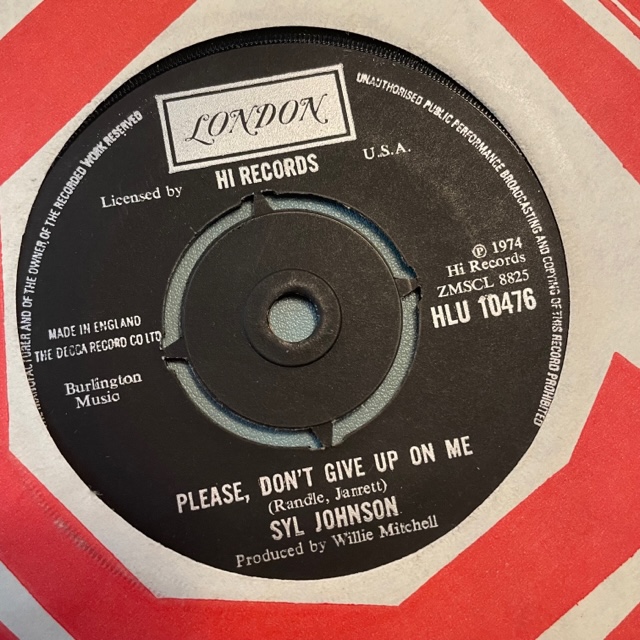 LONDON
HI RECORDS
Licensed by
U.S.A.
UNAUTHORISED PUBLIC PERFORMANCE BROADCASTING AND COPYING OF THIS RECORD PROHIBITED
MANUFACTURER AND OF THE OWNER OF THE RECORDED WORK RESERVED
℗ 1974
Hi Records
ZMSCL 8825
HLU 10476
MADE IN ENGLAND
THE DECCA RECORD CO LTD
Burlington
Music
PLEASE, DON'T GIVE UP ON ME
(Randle, Jarrett)
SYL JOHNSON
Produced by Willie Mitchell